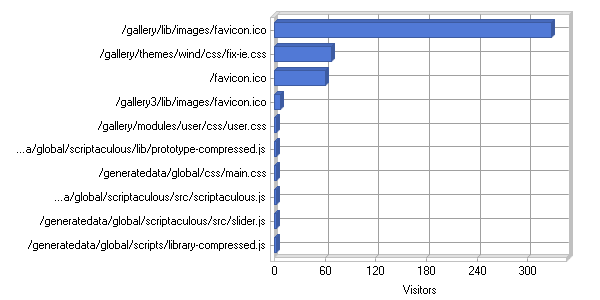 /gallery/lib/images/favicon.ico
/gallery/themes/wind/css/fix-ie.css
/favicon.ico
/gallery3/lib/images/favicon.ico
/gallery/modules/user/css/user.css
...a/global/scriptaculous/lib/prototype-compressed.js
/generatedata/global/css/main.css
...a/global/scriptaculous/src/scriptaculous.js
/generatedata/global/scriptaculous/src/slider.js
/generatedata/global/scripts/library-compressed.js
0 60 120 180 240 300
Visitors